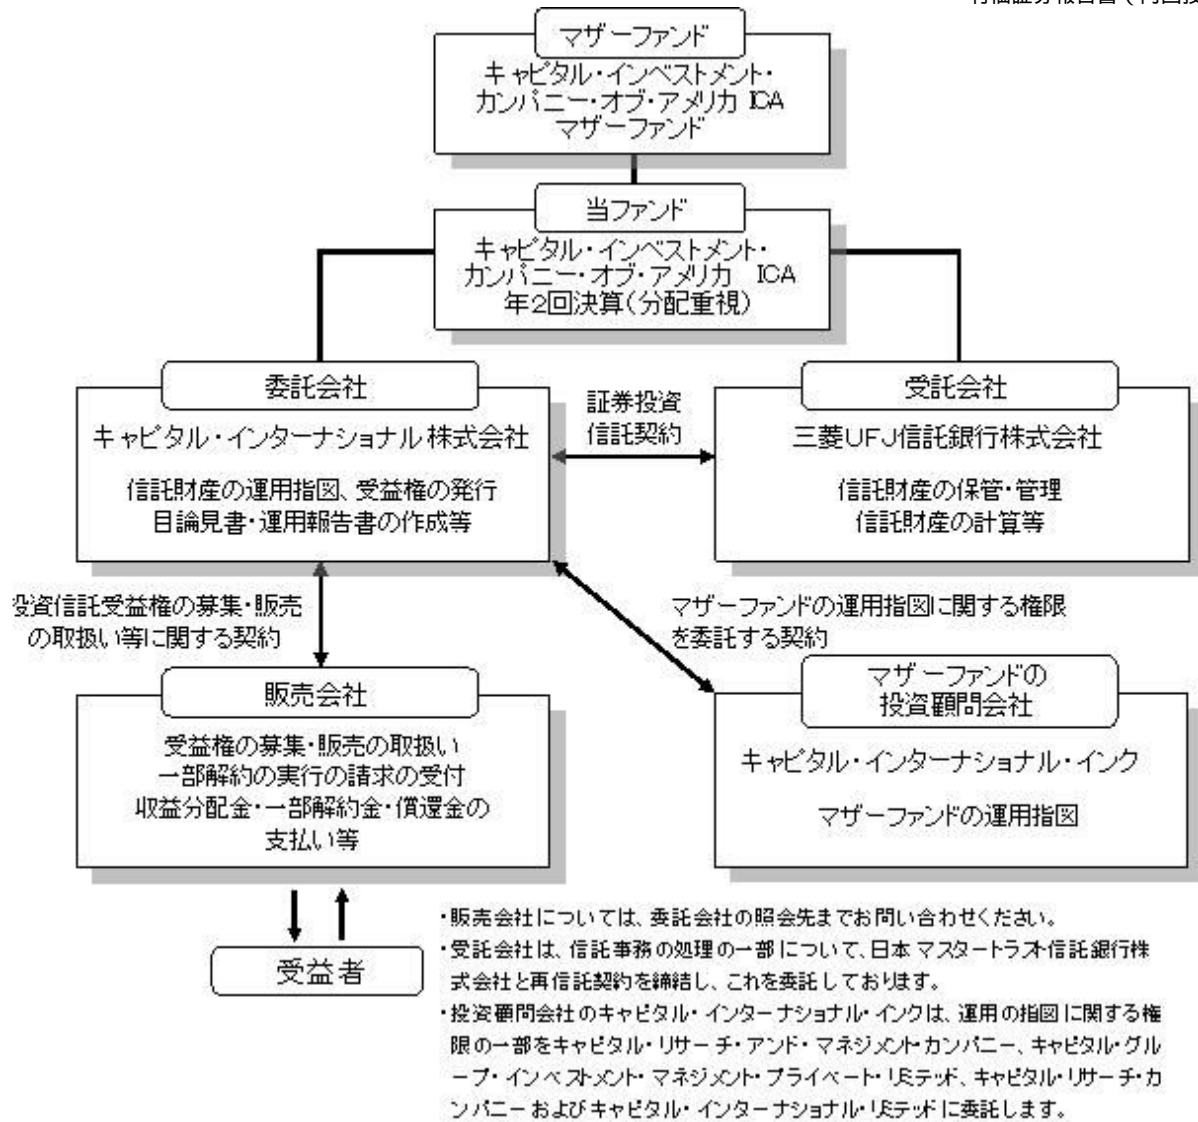 マザーファンド
キャピタル・インベストメント・
カンパニー・オブ・アメリカ ICA
マザーファンド
当ファンド
キャピタル・インベストメント・
カンパニー・オブ・アメリカ ICA
年2回決算(分配重視)
委託会社
キャピタル・インターナショナル株式会社
信託財産の運用指図、受益権の発行
目論見書・運用報告書の作成等
証券投資
信託契約
受託会社
三菱UFJ信託銀行株式会社
信託財産の保管・管理
信託財産の計算等
投資信託受益権の募集・販売
の取扱い等に関する契約
マザーファンドの運用指図に関する権限
を委託する契約
販売会社
受益権の募集・販売の取扱い
一部解約の実行の請求の受付
収益分配金・一部解約金・償還金の
支払い等
マザーファンドの
投資顧問会社
キャピタル・インターナショナル・インク
マザーファンドの運用指図
受益者
・販売会社については、委託会社の照会先までお問い合わせください。
・受託会社は、信託事務の処理の一部について、日本マスタートラスト信託銀行株
式会社と再信託契約を締結し、これを委託しております。
・投資顧問会社のキャピタル・インターナショナル・インクは、運用の指図に関する権
限の一部をキャピタル・リサーチ・アンド・マネジメント・カンパニー、キャピタル・グル
ープ・インベストメント・マネジメント・プライベート・リミテッド、キャピタル・リサーチ・カ
ンパニーおよびキャピタル・インターナショナル・リミテッドに委託します。